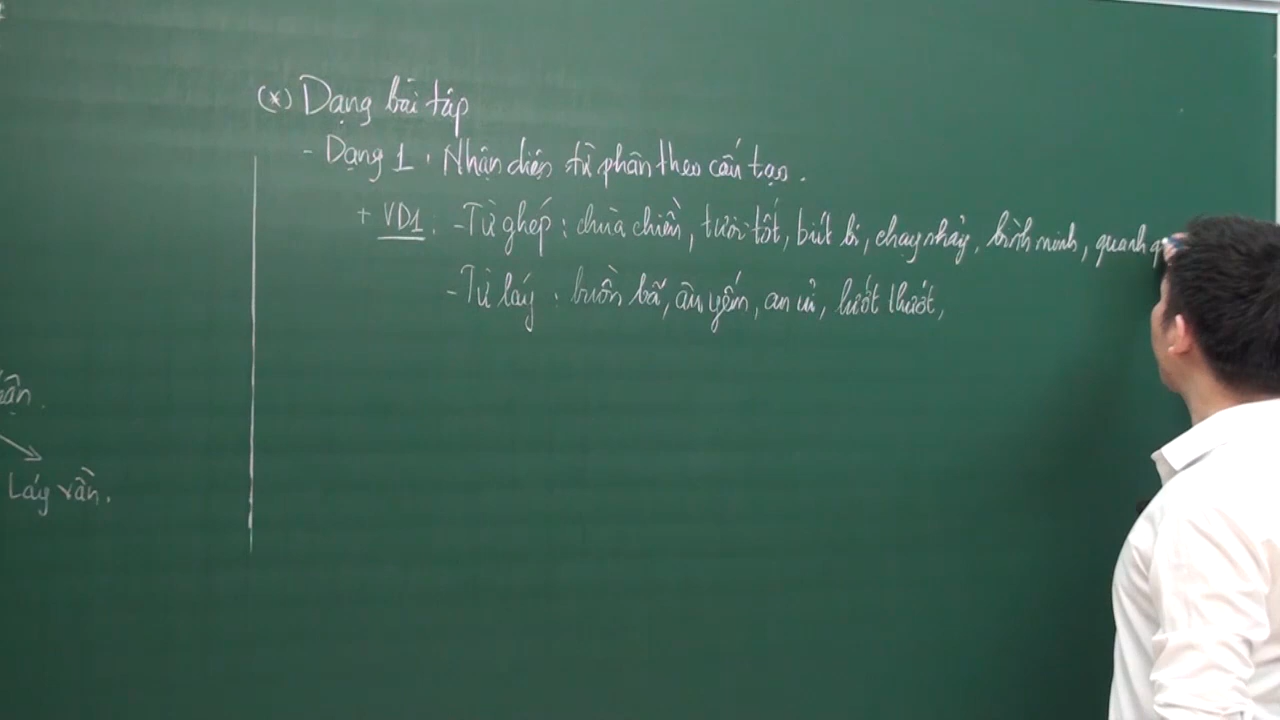 (*) Dạng bài tập
- Dạng 1: Nhận diện từ phân theo cấu tạo.
+ VD1: - Từ ghép: chùa chiền, tươi tốt, bút bi, chạy nhảy, bình minh, quanh
- Từ láy: buồn bã, âu yếm, an ủi, lướt thướt,
Láy vần.